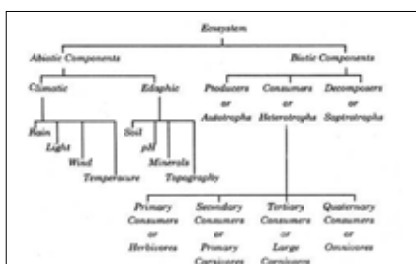 Ecosystem
Abiotic Components Biotic Components
Climatic Edaphic Producers Consumers Decomposers
or or or
Autotrophs Heterotrophs Saprotrophs
Rain Soil
Light pH
Wind Minerals
Temperature Topography
Primary Secondary Tertiary Quaternary
Consumers Consumers Consumers Consumers
or or or or
Herbivores Primary Large Omnivores
Carnivores Carnivores